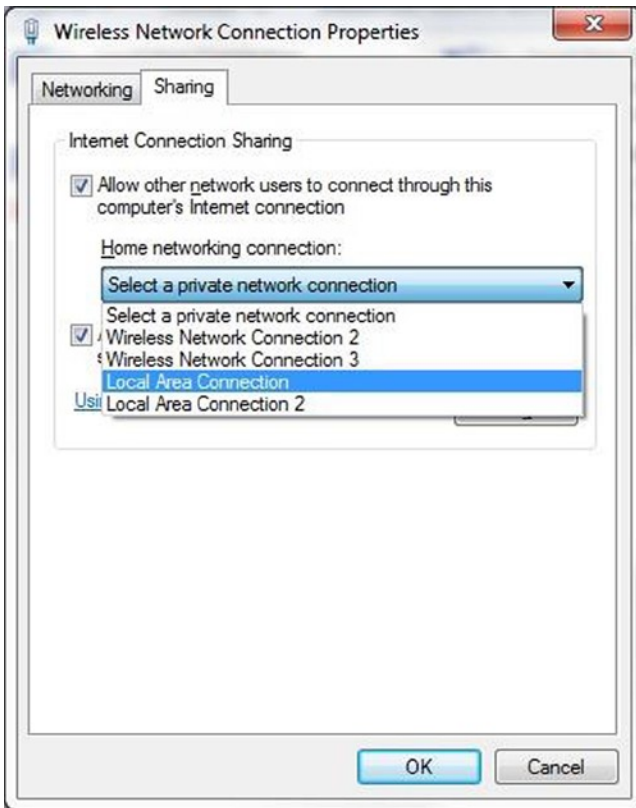 Wireless Network Connection Properties
Networking
Sharing
Internet Connection Sharing
Allow other network users to connect through this
computer's Internet connection
Home networking connection:
Select a private network connection
Select a private network connection
Wireless Network Connection 2
Wireless Network Connection 3
Local Area Connection
Local Area Connection 2
OK
Cancel